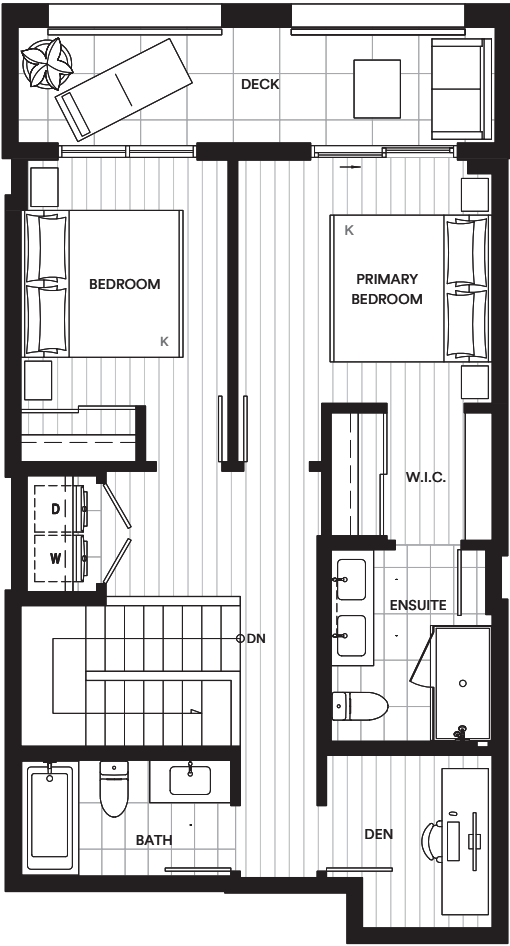 DECK
BEDROOM
K
K
PRIMARY
BEDROOM
W.I.C.
D
W
ENSUITE
DN
BATH
DEN